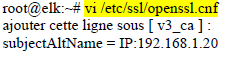 root@elk:~# vi /etc/ssl/openssl.cnf
ajouter cette ligne sous [ v3_ca ] :
subjectAltName = IP:192.168.1.20